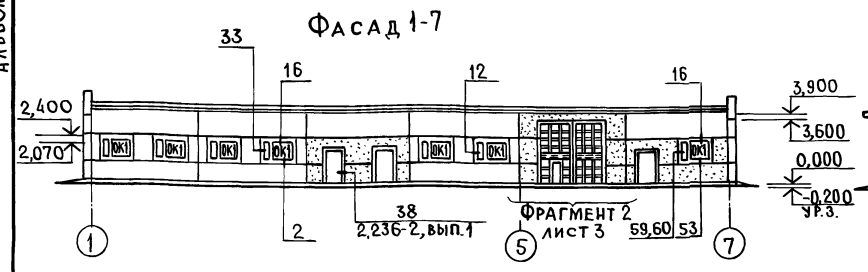 АЛЬБОМ
ФАСАД 1-7
33
16
12
16
2,400
2,070
3,900
3,600
0,000
-0,200
УР.З.
ОК1
ОК1
ОК1
ОК1
ОК1
ОК1
ОК1
1
2
38
2,236-2, ВЫП.1
5
ФРАГМЕНТ 2
ЛИСТ 3
59,60
53
7